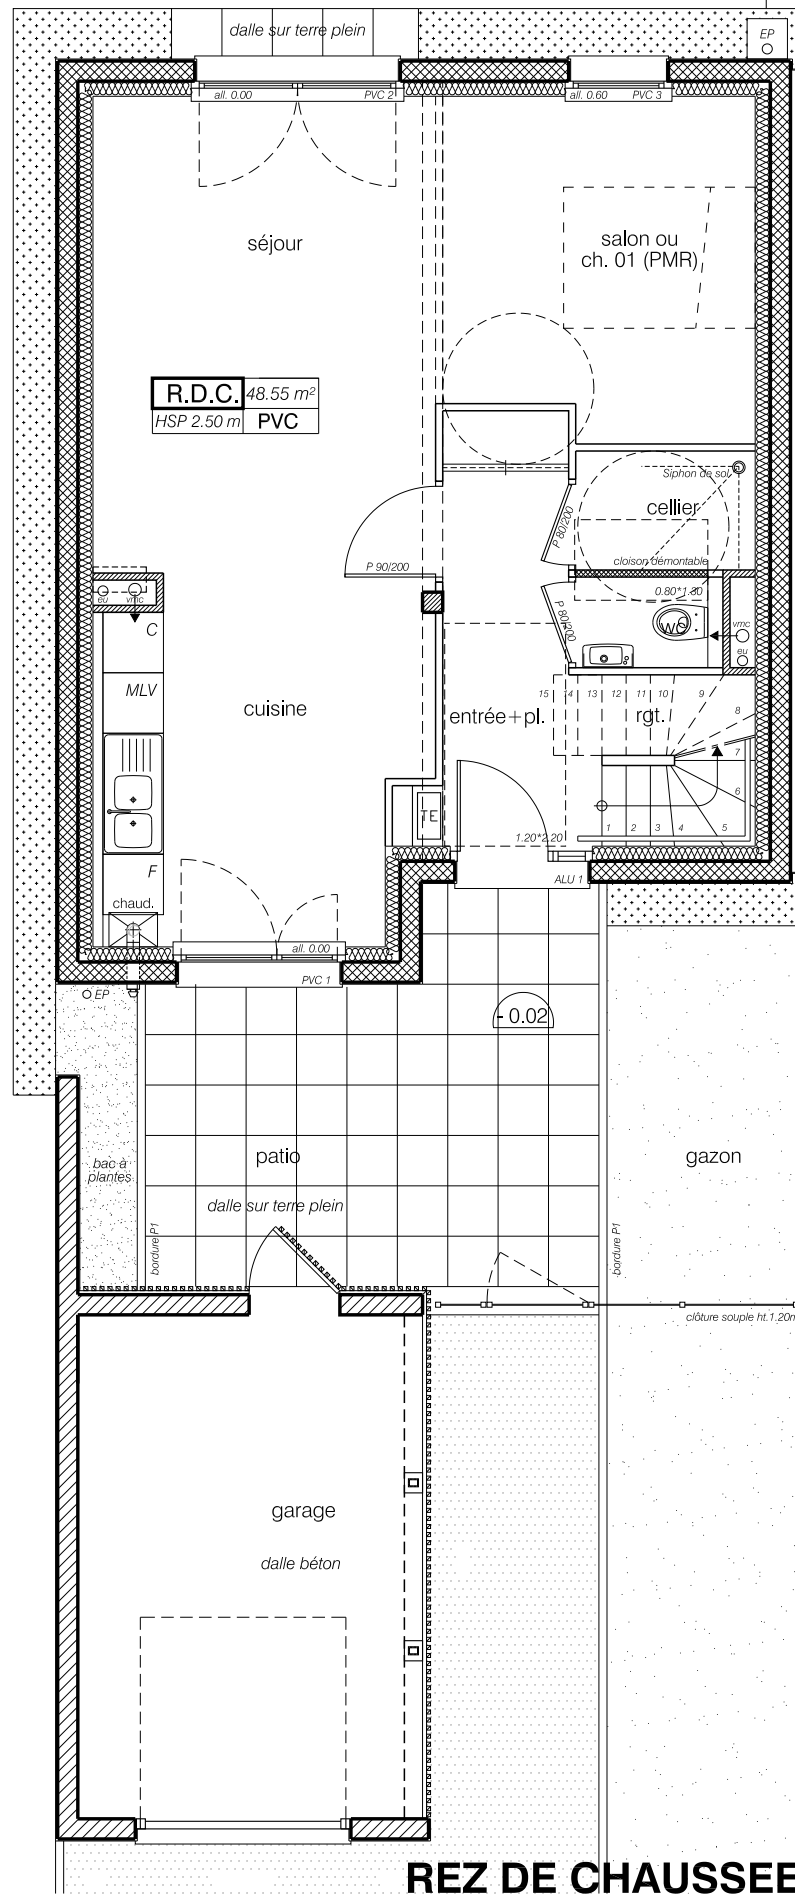 dalle sur terre plein
EP
all. 0.00
PVC 2
all. 0.60
PVC 3
séjour
salon ou
ch. 01 (PMR)
R.D.C.
48.55 m²
HSP 2.50 m
PVC
Siphon de sol
cellier
P 80/200
P 90/200
cloison démontable
0.80*1.30
eu
vmc
C
P 80/200
WC
vmc
eu
MLV
cuisine
entrée+pl.
rgt.
15
14
13
12
11
10
9
8
7
6
5
4
3
2
1
TE
1.20*2.20
F
chaud.
ALU 1
all. 0.00
PVC 1
EP
- 0.02
bac à
plantes
patio
gazon
dalle sur terre plein
bordure P1
bordure P1
clôture souple ht.1.20m
garage
dalle béton
REZ DE CHAUSSEE